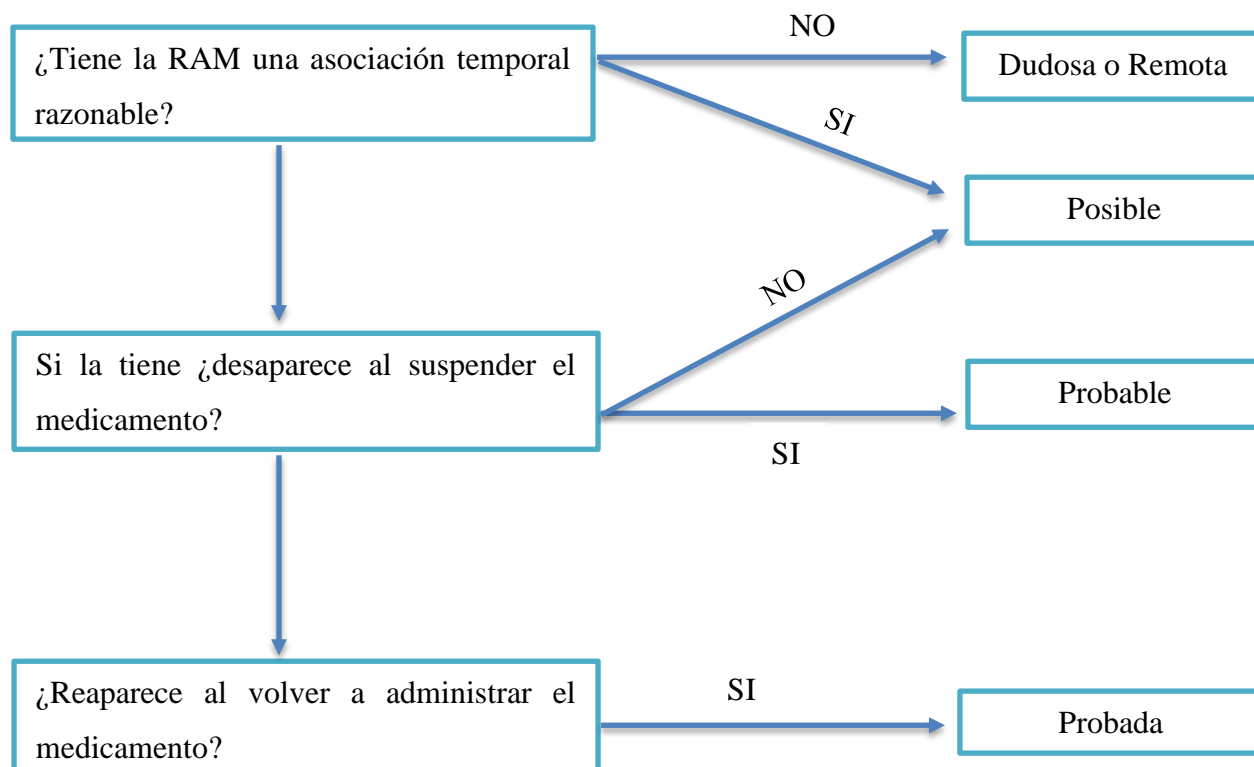 ¿Tiene la RAM una asociación temporal
razonable?
NO
Dudosa o Remota
SI
Posible
NO
Si la tiene ¿desaparece al suspender el
medicamento?
Probable
SI
¿Reaparece al volver a administrar el
medicamento?
SI
Probada